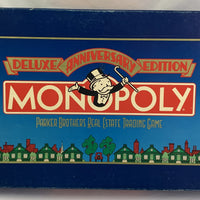 DELUXE ANNIVERSARY EDITION
MONOPOLY
PARKER BROTHERS REAL ESTATE TRADING GAME